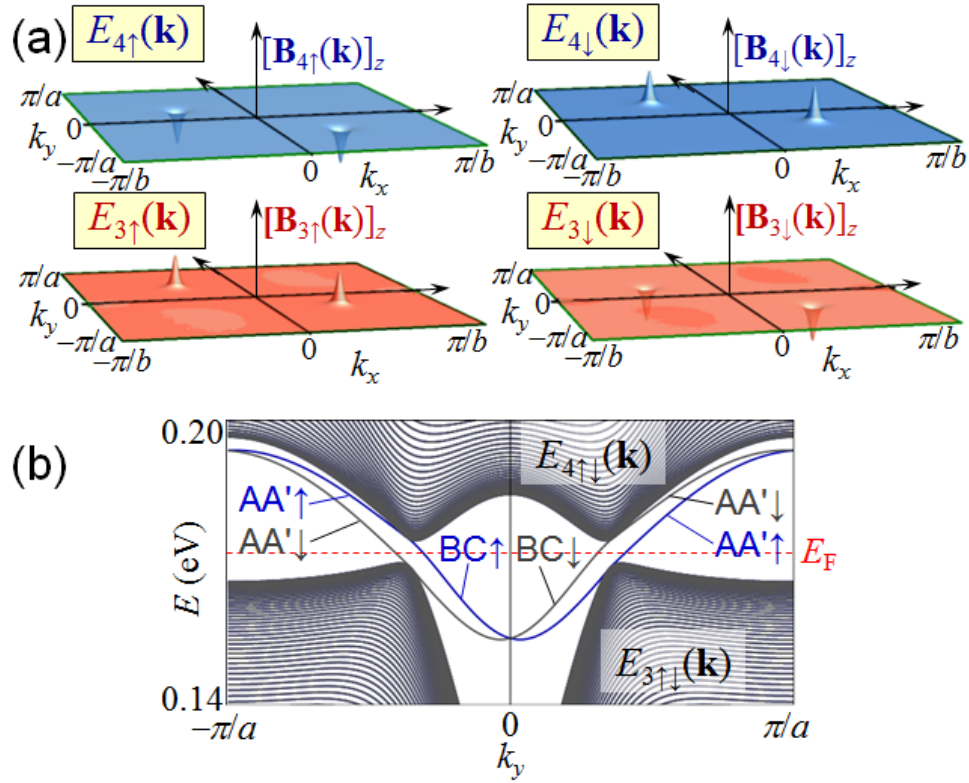 (a)
E4↑(k)
[B4↑(k)]z
π/a
0
ky
−π/a
−π/b
0
kx
π/b
E4↓(k)
[B4↓(k)]z
π/a
0
ky
−π/a
−π/b
0
kx
π/b
E3↑(k)
[B3↑(k)]z
π/a
0
ky
−π/a
−π/b
0
kx
π/b
E3↓(k)
[B3↓(k)]z
π/a
0
ky
−π/a
−π/b
0
kx
π/b
(b)
0.20
E (eV)
0.14
E4↑↓(k)
AA'↑
AA'↓
BC↑
BC↓
AA'↓
AA'↑
EF
E3↑↓(k)
−π/a
0
π/a
ky